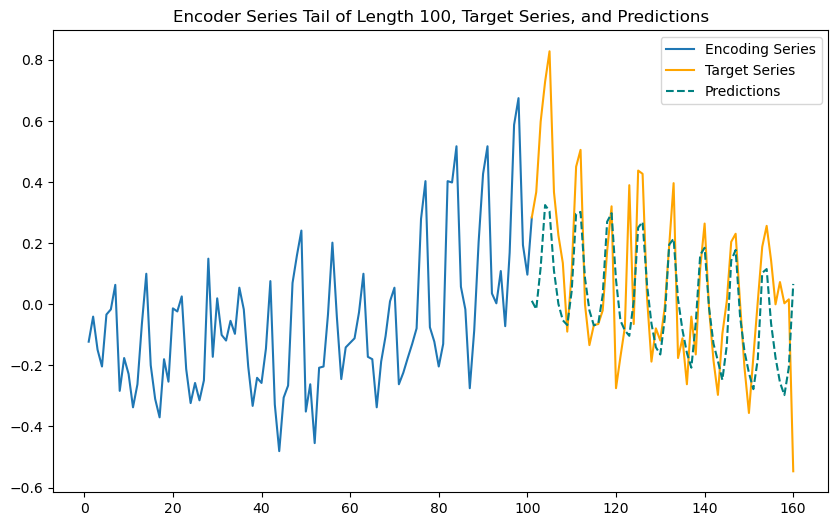 Encoder Series Tail of Length 100, Target Series, and Predictions
Encoding Series
Target Series
Predictions
0.8
0.6
0.4
0.2
0.0
−0.2
−0.4
−0.6
0 20 40 60 80 100 120 140 160